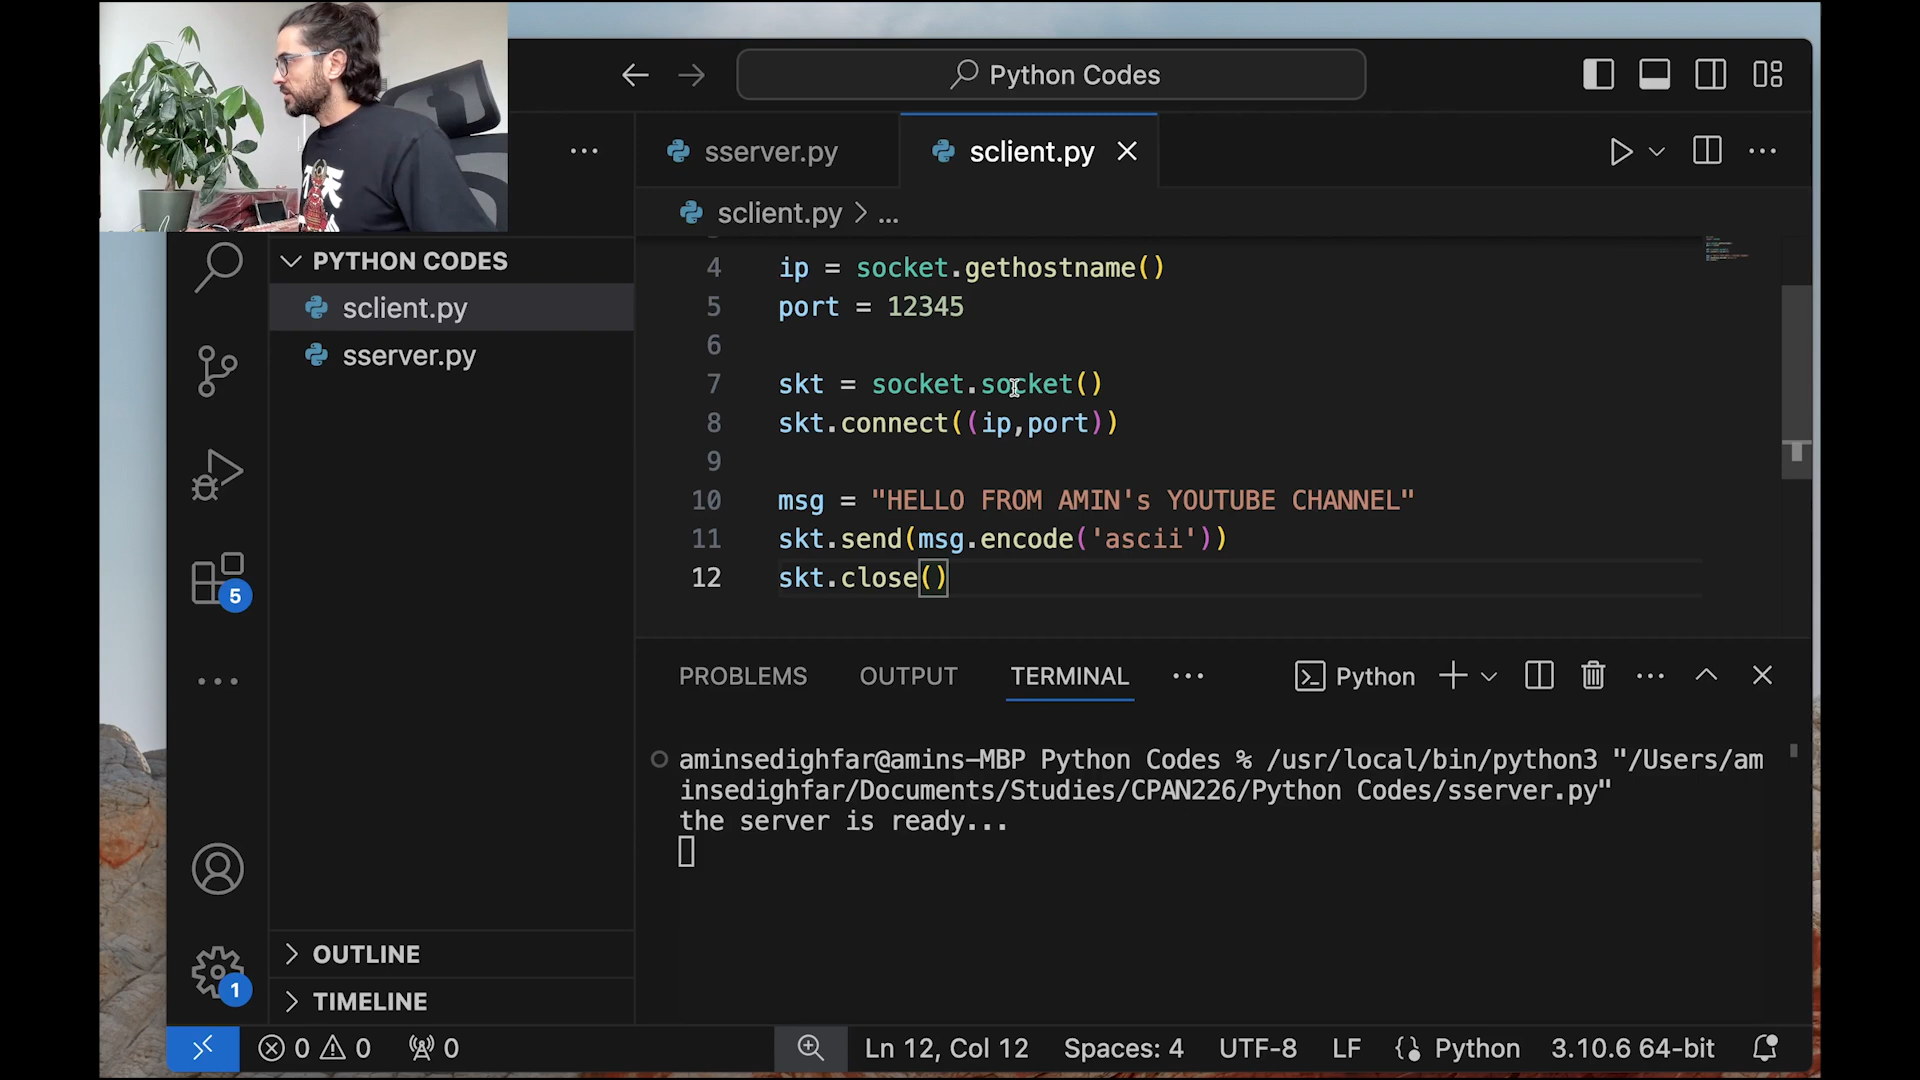 Python Codes
sserver.py
sclient.py
sclient.py > ...
PYTHON CODES
sclient.py
sserver.py
4 ip = socket.gethostname()
5 port = 12345
6
7 skt = socket.socket()
8 skt.connect((ip,port))
9
10 msg = "HELLO FROM AMIN's YOUTUBE CHANNEL"
11 skt.send(msg.encode('ascii'))
12 skt.close()
5
PROBLEMS OUTPUT TERMINAL ... Python
aminsedighfar@amins-MBP Python Codes % /usr/local/bin/python3 "/Users/am
insedighfar/Documents/Studies/CPAN226/Python Codes/sserver.py"
the server is ready...
OUTLINE
1
TIMELINE
0 0 0 Ln 12, Col 12 Spaces: 4 UTF-8 LF Python 3.10.6 64-bit